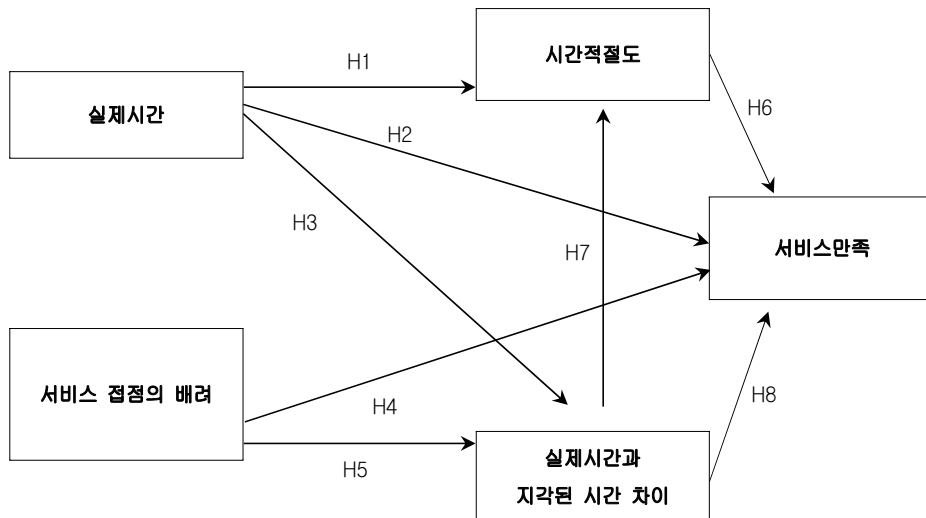 시간적절도
H1
실제시간
H6
H2
H3
H7
서비스만족
서비스 접점의 배려
H4
H8
H5
실제시간과
지각된 시간 차이